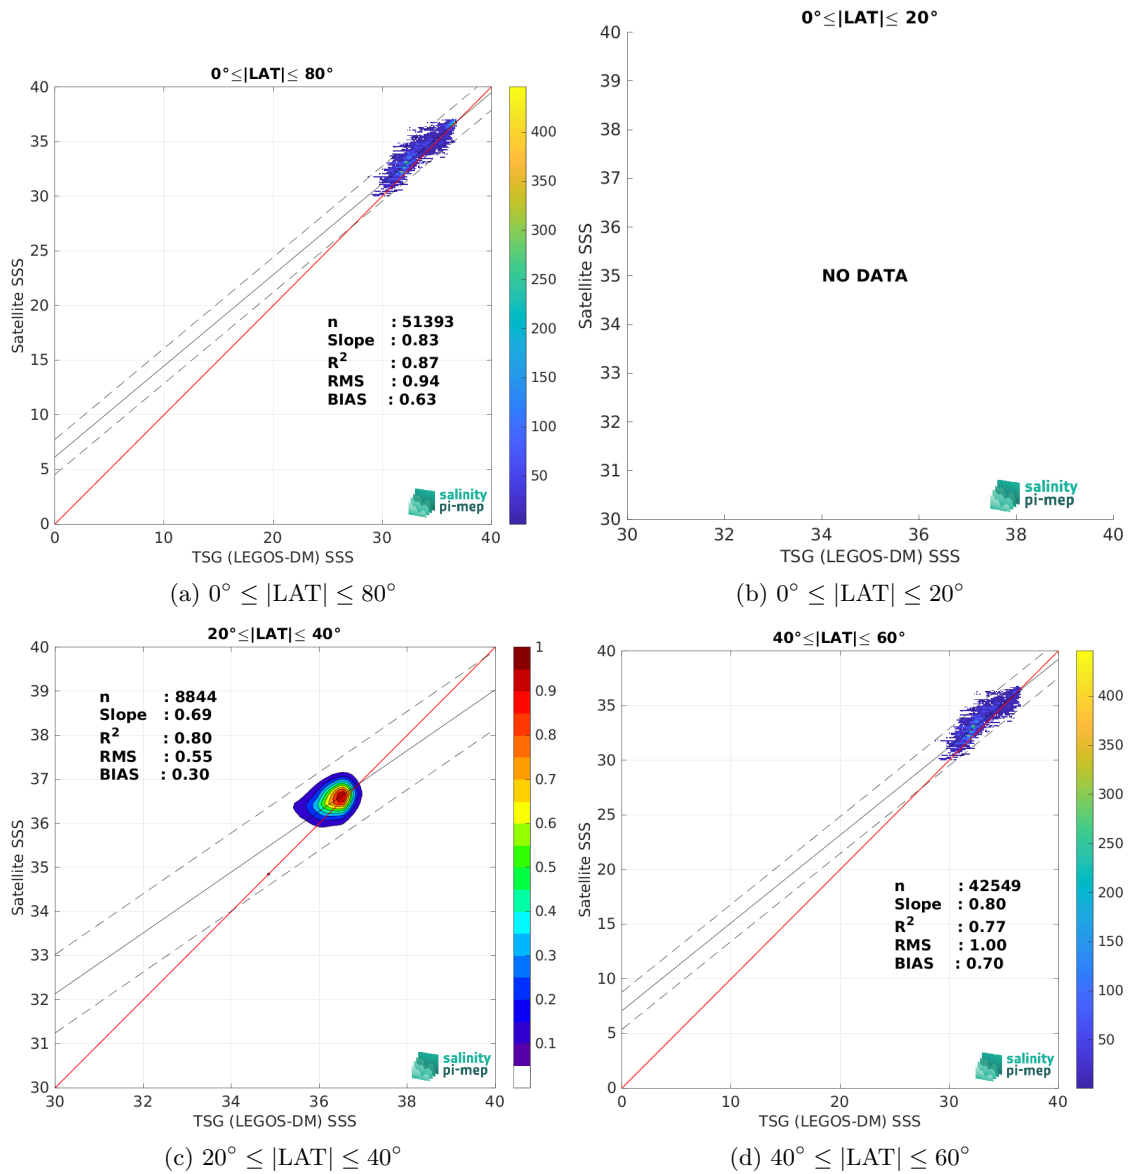 0°≤|LAT|≤ 80°
40
35
30
25
20
15
10
5
0
Satellite SSS
0
10
20
30
40
TSG (LEGOS-DM) SSS
n : 51393
Slope : 0.83
R² : 0.87
RMS : 0.94
BIAS : 0.63
salinity
pi-mep
400
350
300
250
200
150
100
50
(a) 0° ≤ |LAT| ≤ 80°
0°≤|LAT|≤ 20°
40
39
38
37
36
35
34
33
32
31
30
Satellite SSS
NO DATA
salinity
pi-mep
30
32
34
36
38
40
TSG (LEGOS-DM) SSS
(b) 0° ≤ |LAT| ≤ 20°
20°≤|LAT|≤ 40°
40
39
38
37
36
35
34
33
32
31
30
Satellite SSS
n : 8844
Slope : 0.69
R² : 0.80
RMS : 0.55
BIAS : 0.30
salinity
pi-mep
30
32
34
36
38
40
TSG (LEGOS-DM) SSS
1
0.9
0.8
0.7
0.6
0.5
0.4
0.3
0.2
0.1
(c) 20° ≤ |LAT| ≤ 40°
40°≤|LAT|≤ 60°
40
35
30
25
20
15
10
5
0
Satellite SSS
n : 42549
Slope : 0.80
R² : 0.77
RMS : 1.00
BIAS : 0.70
salinity
pi-mep
0
10
20
30
40
TSG (LEGOS-DM) SSS
400
350
300
250
200
150
100
50
(d) 40° ≤ |LAT| ≤ 60°